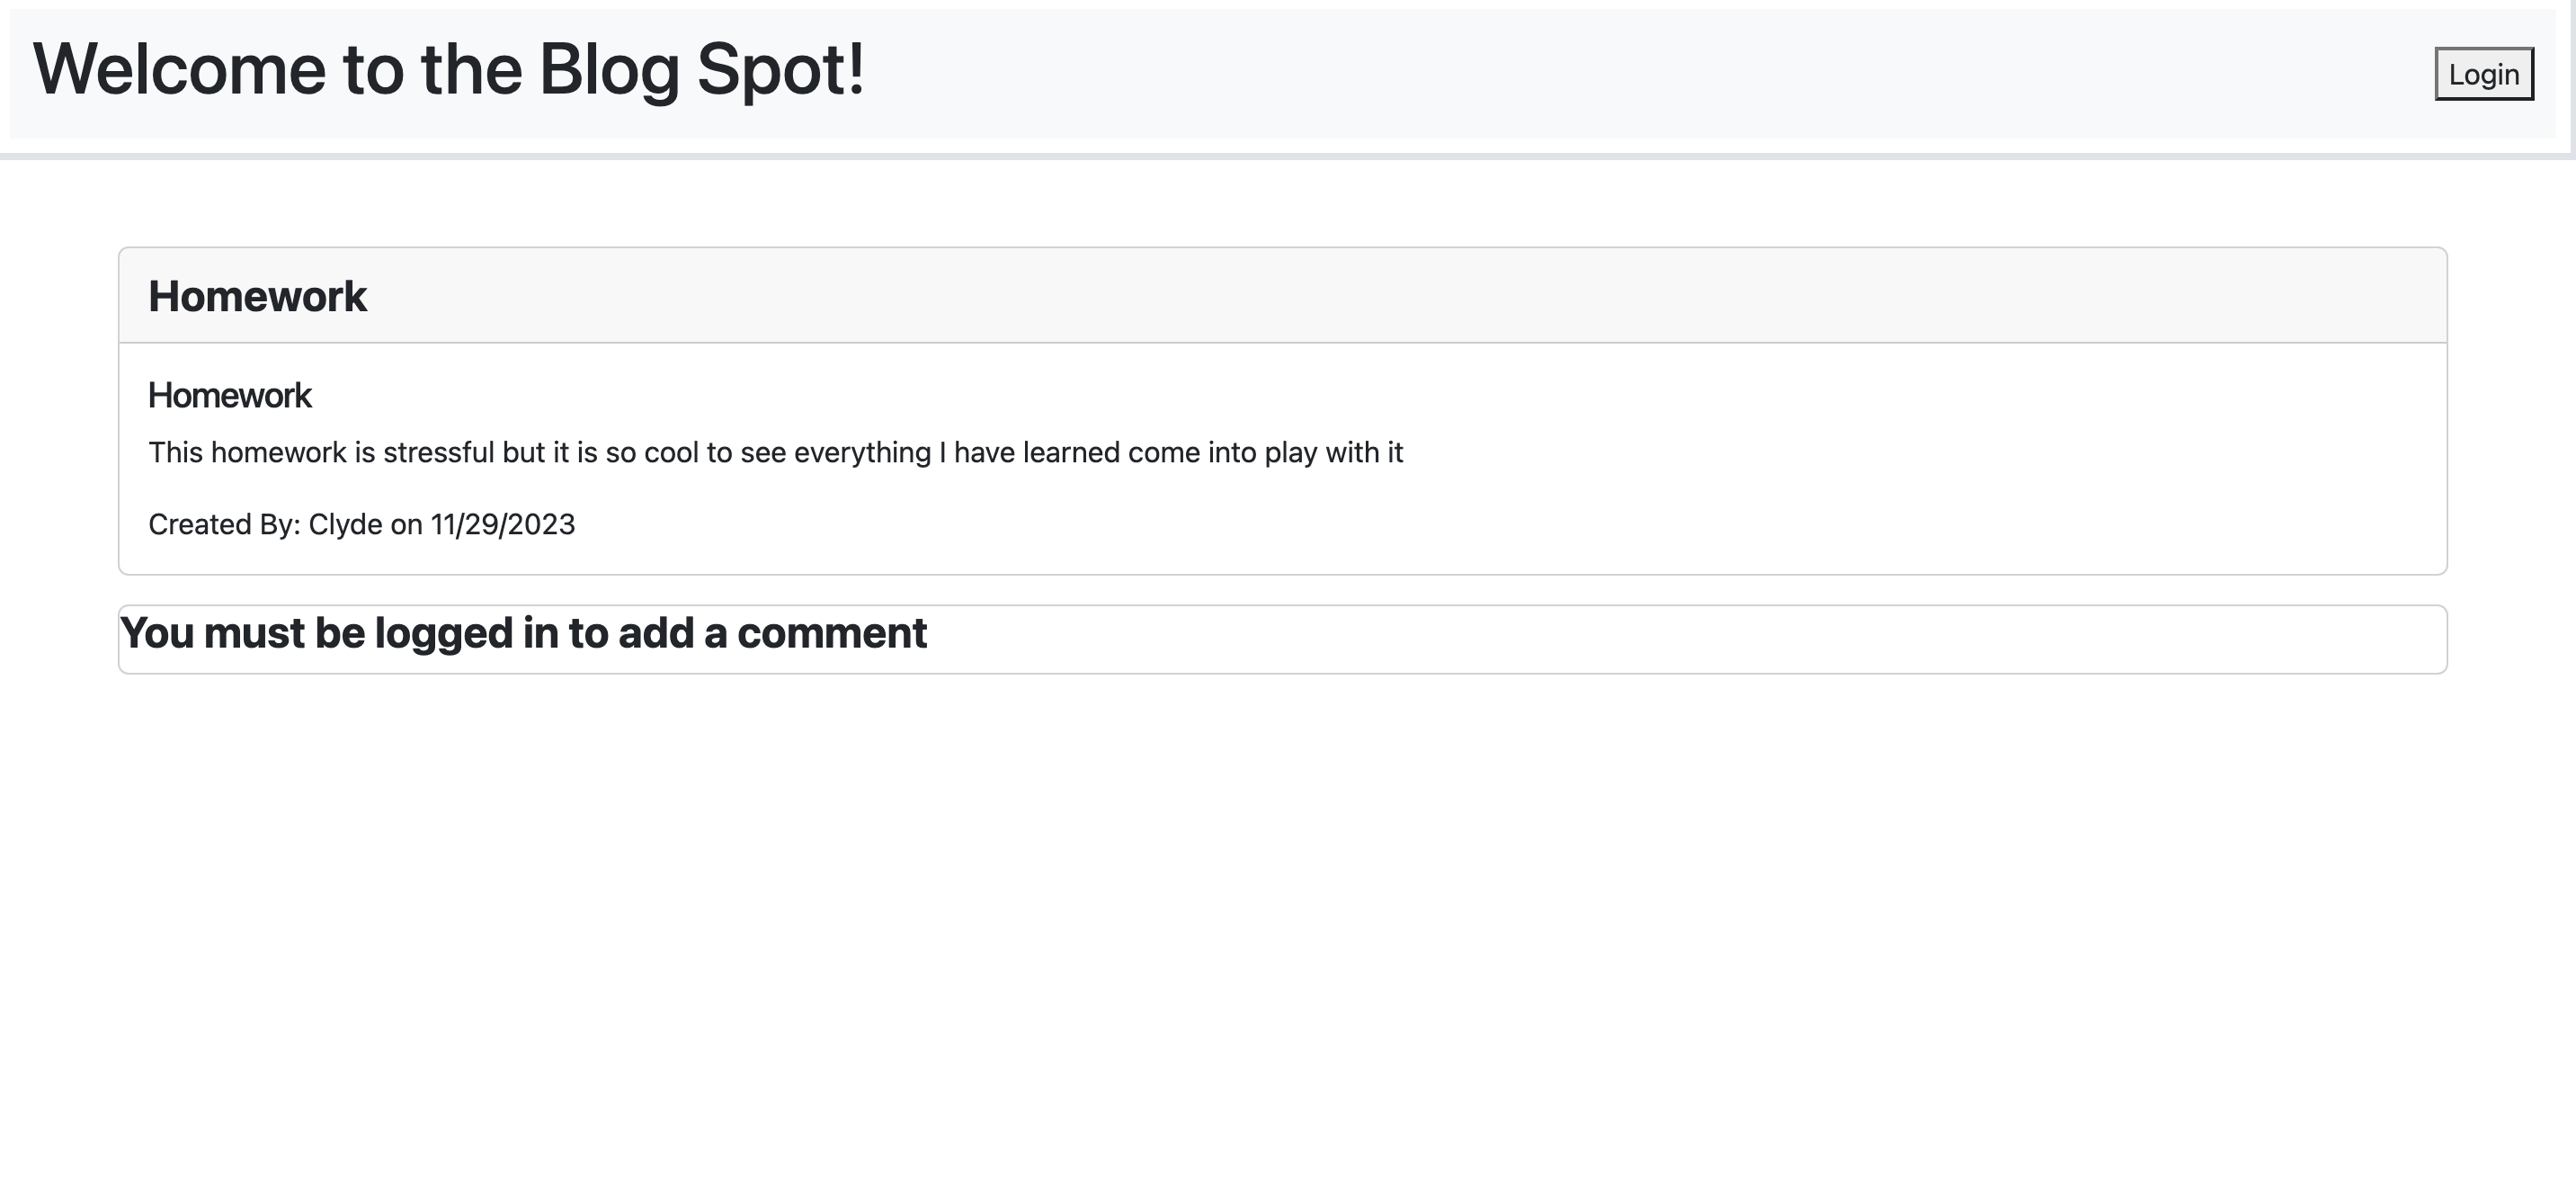 Welcome to the Blog Spot!
Login
Homework
Homework
This homework is stressful but it is so cool to see everything I have learned come into play with it
Created By: Clyde on 11/29/2023
You must be logged in to add a comment